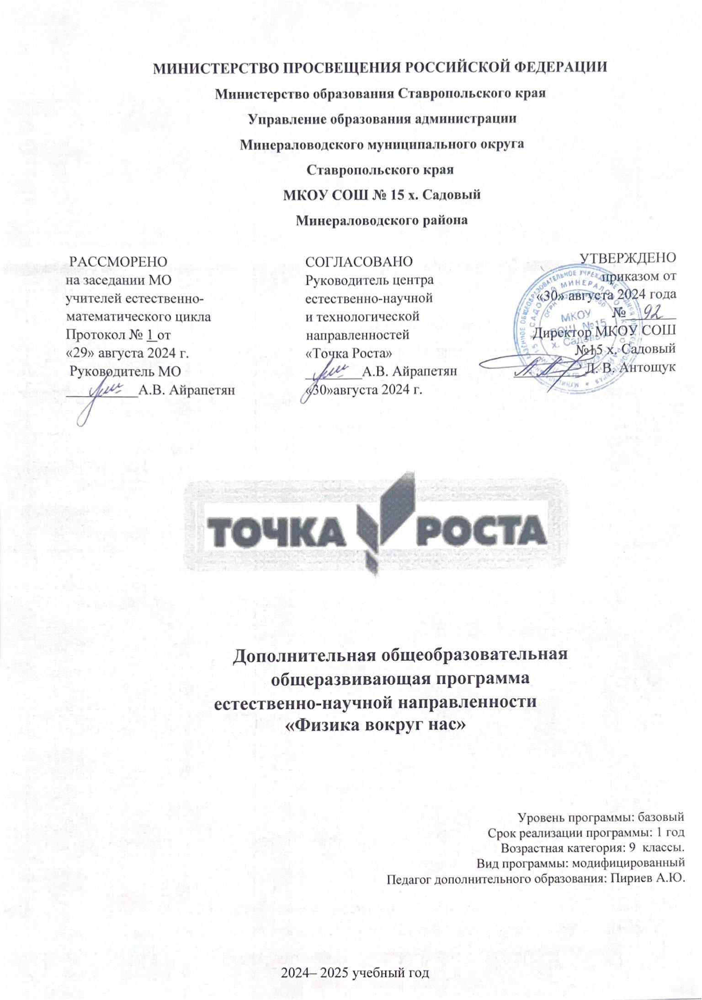 МИНИСТЕРСТВО ПРОСВЕЩЕНИЯ РОССИЙСКОЙ ФЕДЕРАЦИИ
Министерство образования Ставропольского края
Управление образования администрации
Минераловодского муниципального округа
Ставропольского края
МКОУ СОШ № 15 х. Садовый
Минераловодского района
РАССМОРЕНО
на заседании МО
учителей естественно-
математического цикла
Протокол № 1 от
«29» августа 2024 г.
Руководитель МО
А.В. Айрапетян
СОГЛАСОВАНО
Руководитель центра
естественно-научной
и технологической
направленностей
«Точка Роста»
А.В. Айрапетян
«30»августа 2024 г.
УТВЕРЖДЕНО
приказом от
«30» августа 2024 года
№ 92
Директор МКОУ СОШ
№15 х. Садовый
Л. В. Антощук
МКОУ
СОШ №15
х. Садовый
ТОЧКА РОСТА
Дополнительная общеобразовательная
общеразвивающая программа
естественно-научной направленности
«Физика вокруг нас»
Уровень программы: базовый
Срок реализации программы: 1 год
Возрастная категория: 9 классы.
Вид программы: модифицированный
Педагог дополнительного образования: Пириев А.Ю.
2024– 2025 учебный год